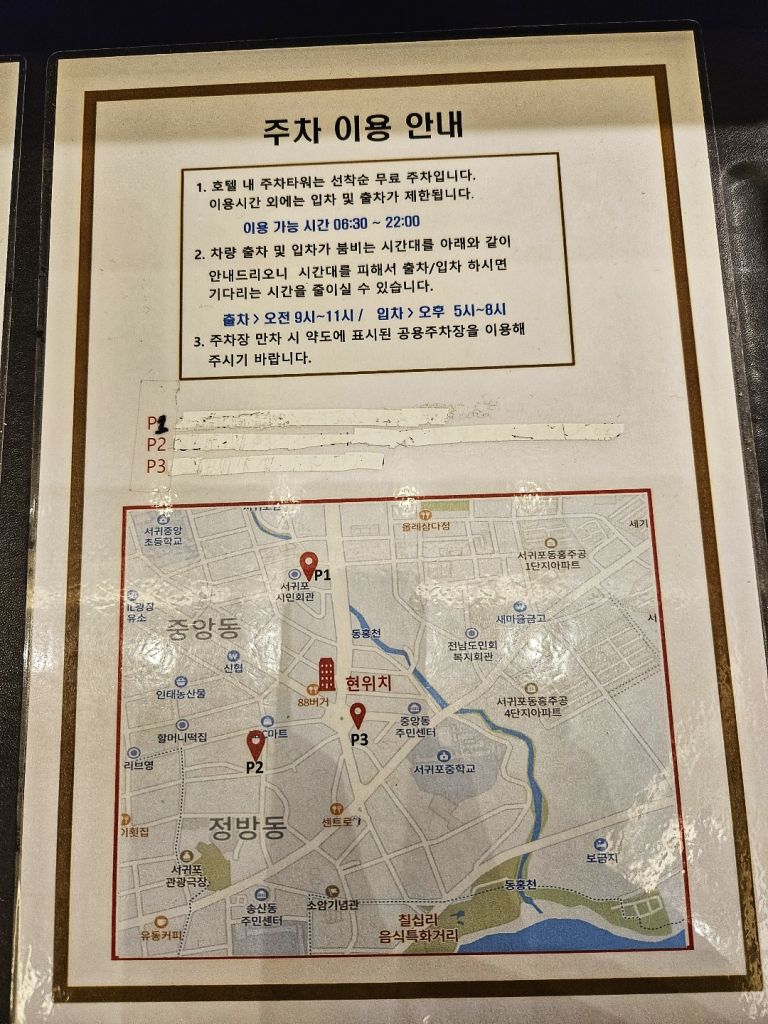 주차 이용 안내
1. 호텔 내 주차타워는 선착순 무료 주차입니다.
이용시간 외에는 입차 및 출차가 제한됩니다.
이용 가능 시간 06:30 ~ 22:00
2. 차량 출차 및 입차가 붐비는 시간대를 아래와 같이
안내드리오니 시간대를 피해서 출차/입차 하시면
기다리는 시간을 줄이실 수 있습니다.
출차 > 오전 9시~11시 / 입차 > 오후 5시~8시
3. 주차장 만차 시 약도에 표시된 공용주차장을 이용해
주시기 바랍니다.
P1
P2
P3
서귀중앙
초등학교
올레삼다정
세기
서귀포동홍주공
1단지아파트
P1
서귀포
시민회관
유소
중앙동
새마을금고
서
동홍천
전남도민회
복지회관
신협
현위치
인태농산물
88버거
서귀포동홍주공
4단지아파트
할머니떡집
마트
중앙동
주민센터
P3
리브영
P2
서귀포중학교
이횟집
정방동
센트로
보금지
서귀포
관광극장
동홍천
송산동
주민센터
소암기념관
유동커피
칠십리
음식특화거리